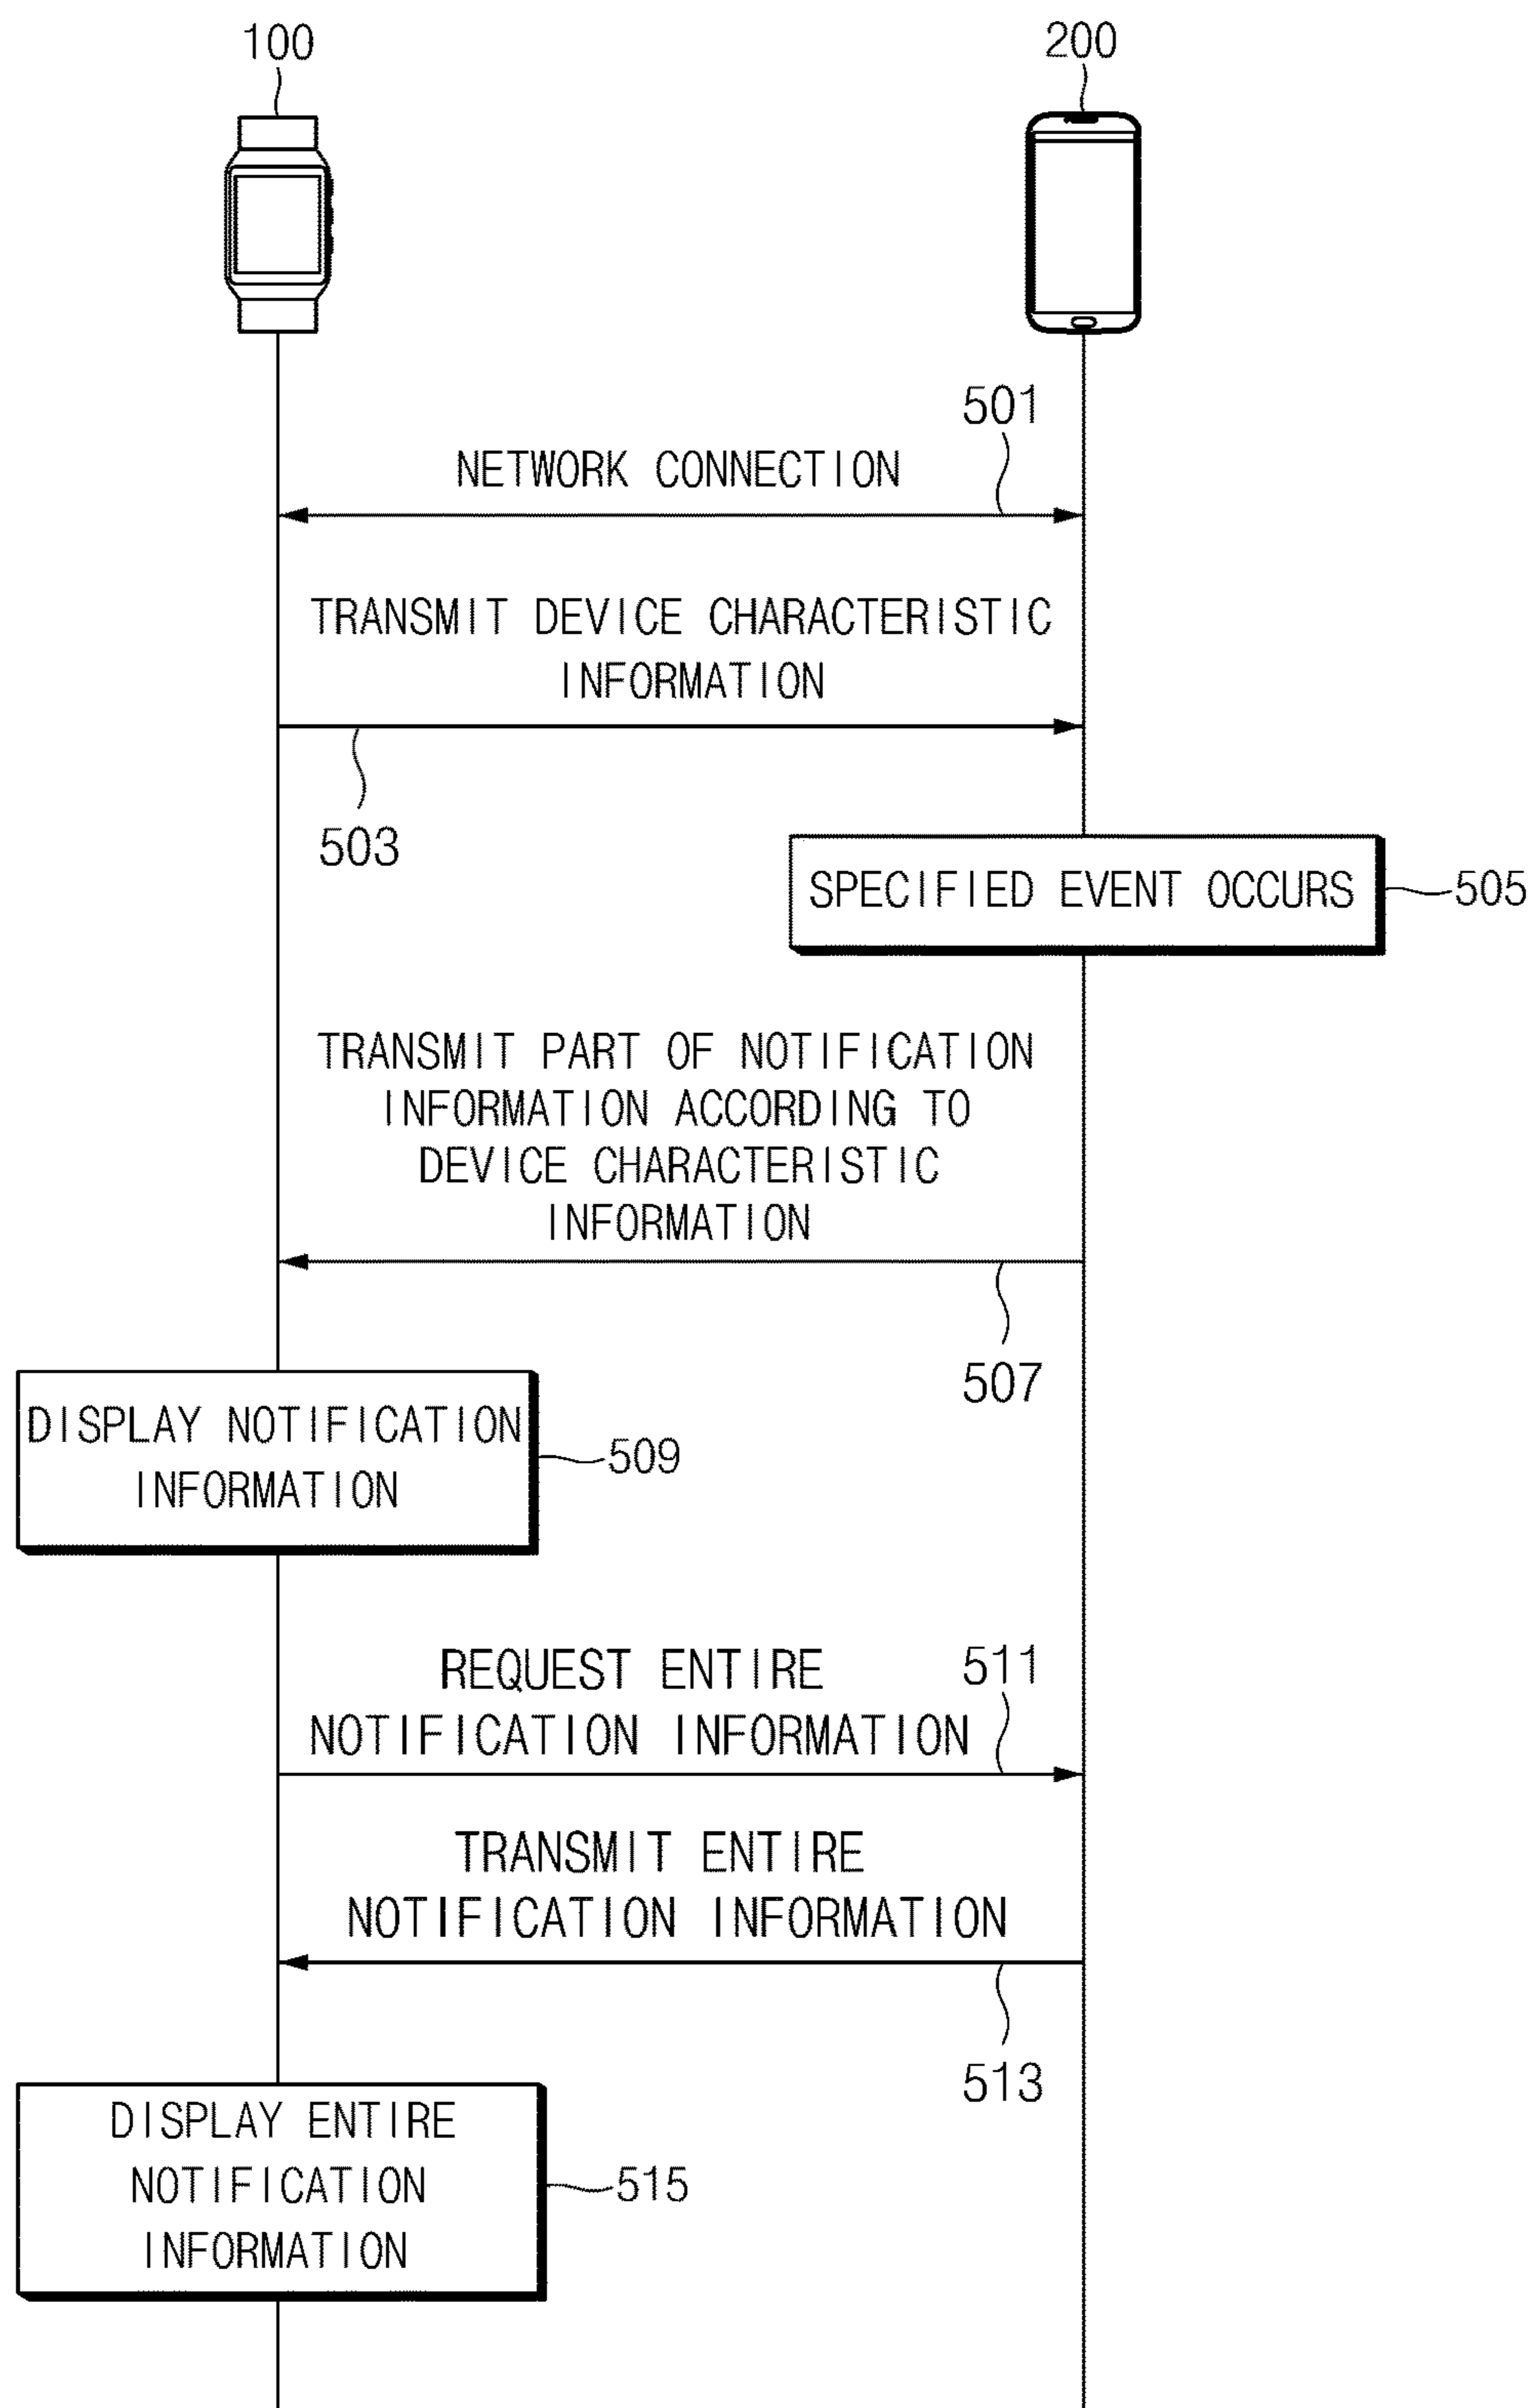 100
200
501
NETWORK CONNECTION
TRANSMIT DEVICE CHARACTERISTIC
INFORMATION
503
SPECIFIED EVENT OCCURS
505
TRANSMIT PART OF NOTIFICATION
INFORMATION ACCORDING TO
DEVICE CHARACTERISTIC
INFORMATION
507
DISPLAY NOTIFICATION
INFORMATION
509
REQUEST ENTIRE
NOTIFICATION INFORMATION
511
TRANSMIT ENTIRE
NOTIFICATION INFORMATION
513
DISPLAY ENTIRE
NOTIFICATION
INFORMATION
515